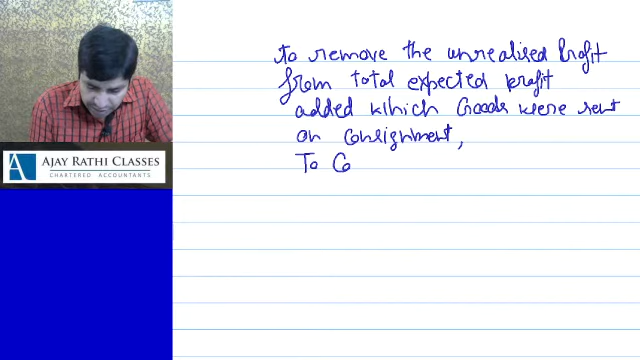 to remove the unrealised Profit
from total expected profit
added which Goods were sent
on consignment,
To Co
AJAY RATHI CLASSES
CHARTERED ACCOUNTANTS